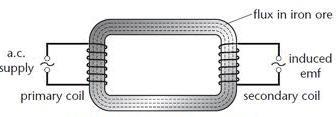 flux in iron ore
a.c.
supply
induced
emf
primary coil
secondary coil